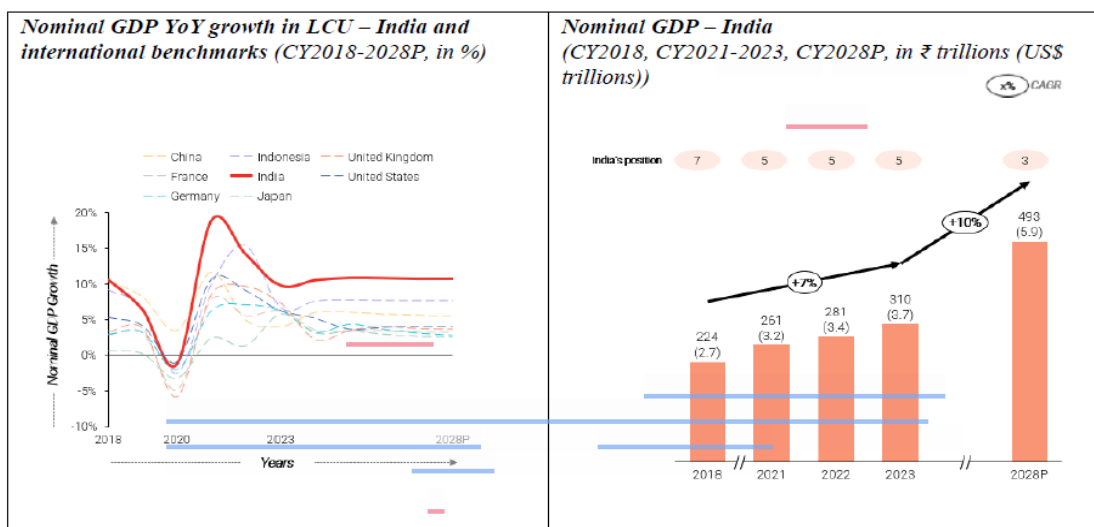 Nominal GDP YoY growth in LCU – India and
international benchmarks (CY2018-2028P, in %)
China
Indonesia
United Kingdom
France
India
United States
Germany
Japan
20%
15%
10%
5%
0%
-5%
-10%
Nominal GDP Growth
2018
2020
2023
2028P
Years
Nominal GDP – India
(CY2018, CY2021-2023, CY2028P, in ₹ trillions (US$
trillions))
x% CAGR
India's position
7
5
5
5
3
+7%
+10%
224
(2.7)
261
(3.2)
281
(3.4)
310
(3.7)
493
(5.9)
2018
2021
2022
2023
2028P